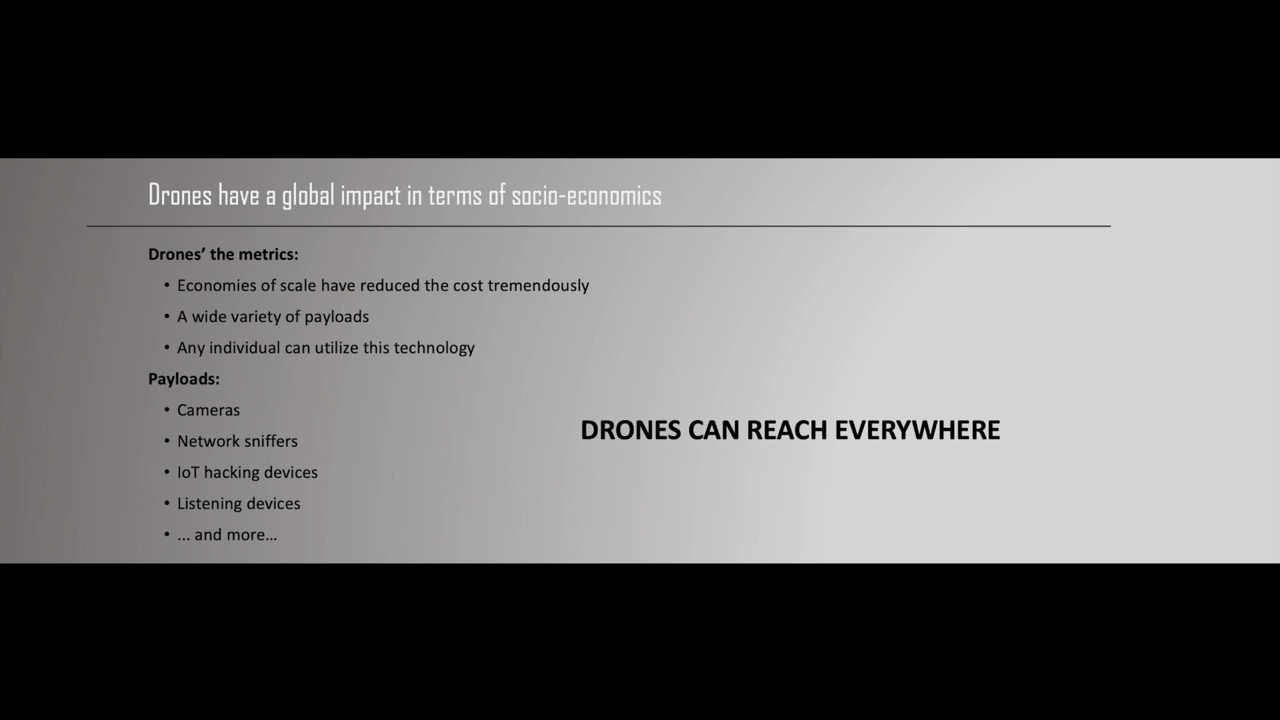 Drones have a global impact in terms of socio-economics
Drones’ the metrics:
• Economies of scale have reduced the cost tremendously
• A wide variety of payloads
• Any individual can utilize this technology
Payloads:
• Cameras
• Network sniffers
• IoT hacking devices
• Listening devices
• ... and more…
DRONES CAN REACH EVERYWHERE